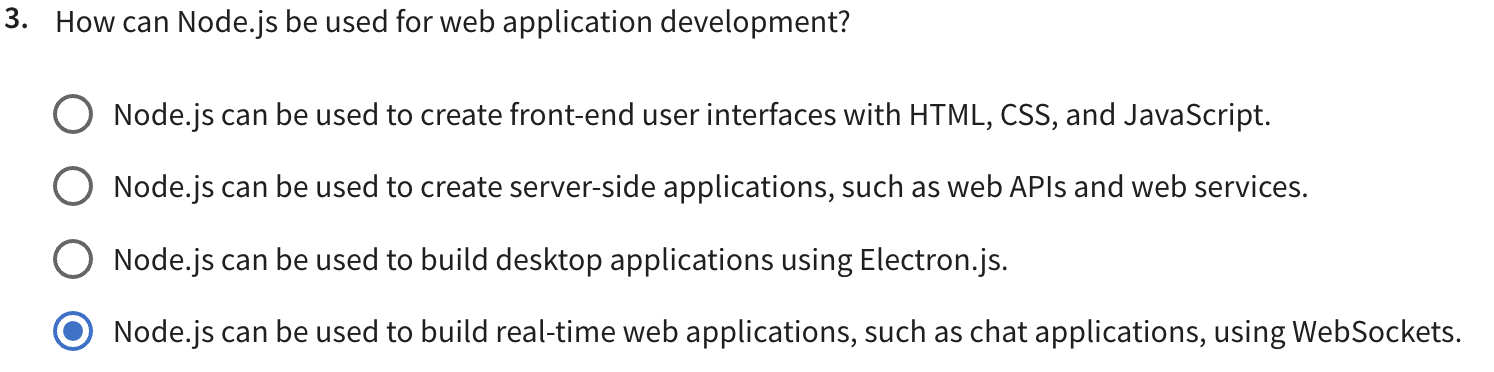 3. How can Node.js be used for web application development?
Node.js can be used to create front-end user interfaces with HTML, CSS, and JavaScript.
Node.js can be used to create server-side applications, such as web APIs and web services.
Node.js can be used to build desktop applications using Electron.js.
Node.js can be used to build real-time web applications, such as chat applications, using WebSockets.